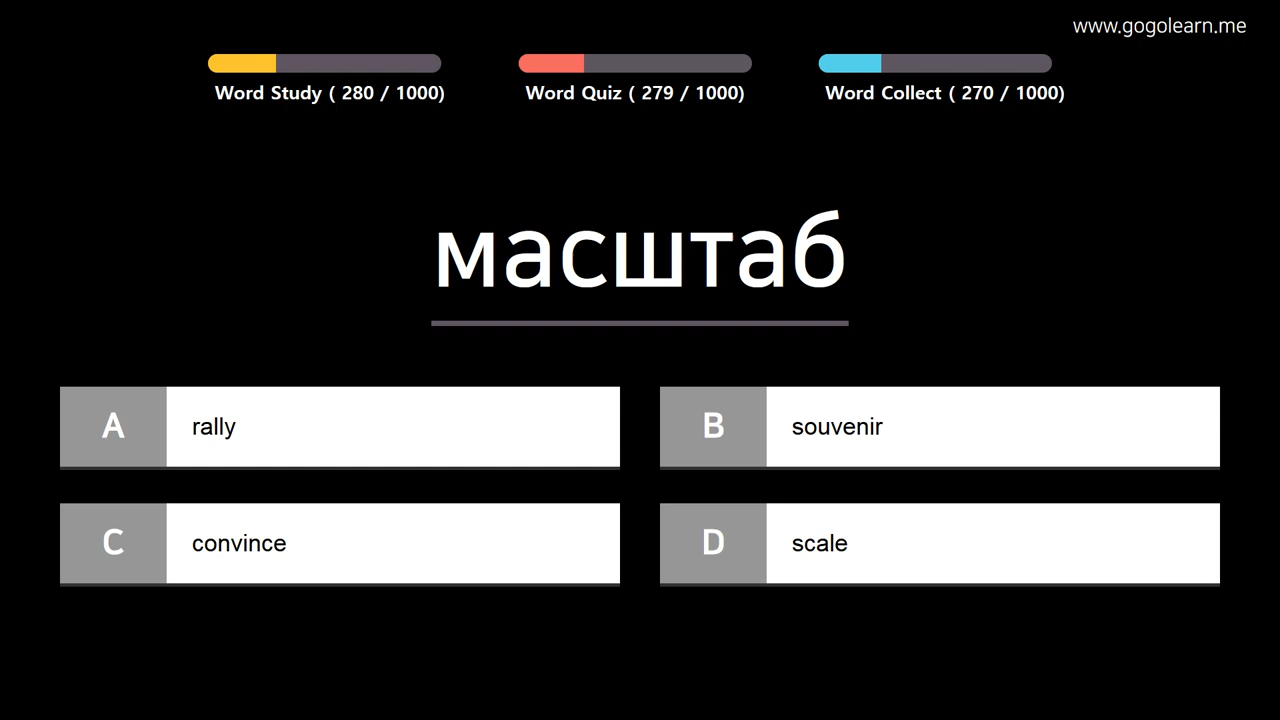 www.gogolearn.me
Word Study ( 280 / 1000)
Word Quiz ( 279 / 1000)
Word Collect ( 270 / 1000)
масштаб
A rally
B souvenir
C convince
D scale